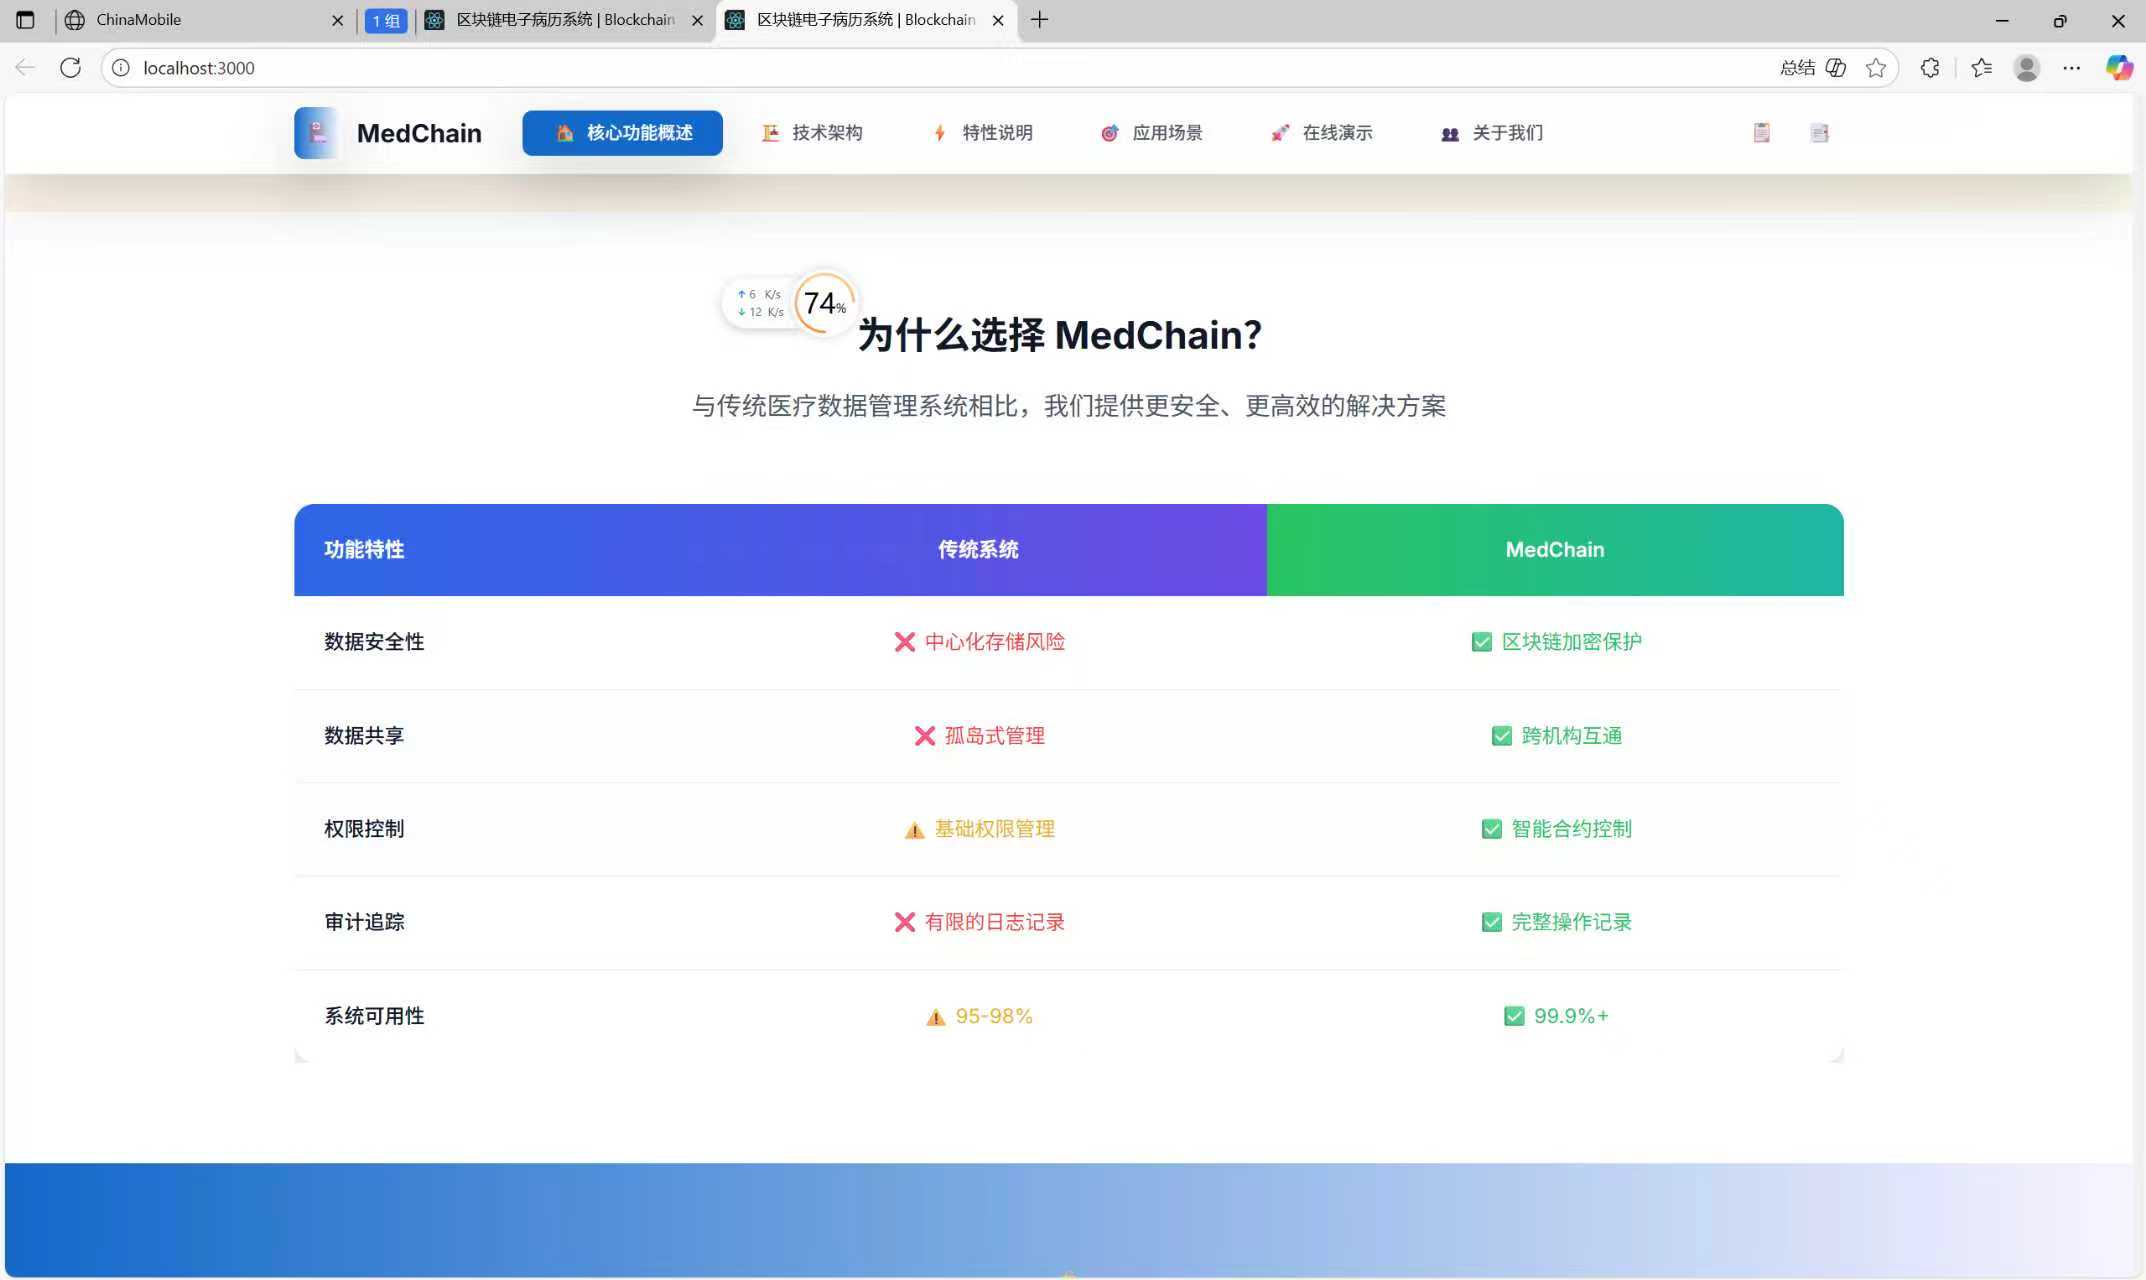 ChinaMobile
1 组
区块链电子病历系统 | Blockchain
区块链电子病历系统 | Blockchain
localhost:3000
总结
MedChain
核心功能概述
技术架构
特性说明
应用场景
在线演示
关于我们
↑ 6 K/s
↓ 12 K/s
74%
为什么选择 MedChain?
与传统医疗数据管理系统相比，我们提供更安全、更高效的解决方案
功能特性 传统系统 MedChain
数据安全性 ❌ 中心化存储风险 ✅ 区块链加密保护
数据共享 ❌ 孤岛式管理 ✅ 跨机构互通
权限控制 ⚠ 基础权限管理 ✅ 智能合约控制
审计追踪 ❌ 有限的日志记录 ✅ 完整操作记录
系统可用性 ⚠ 95-98% ✅ 99.9%+